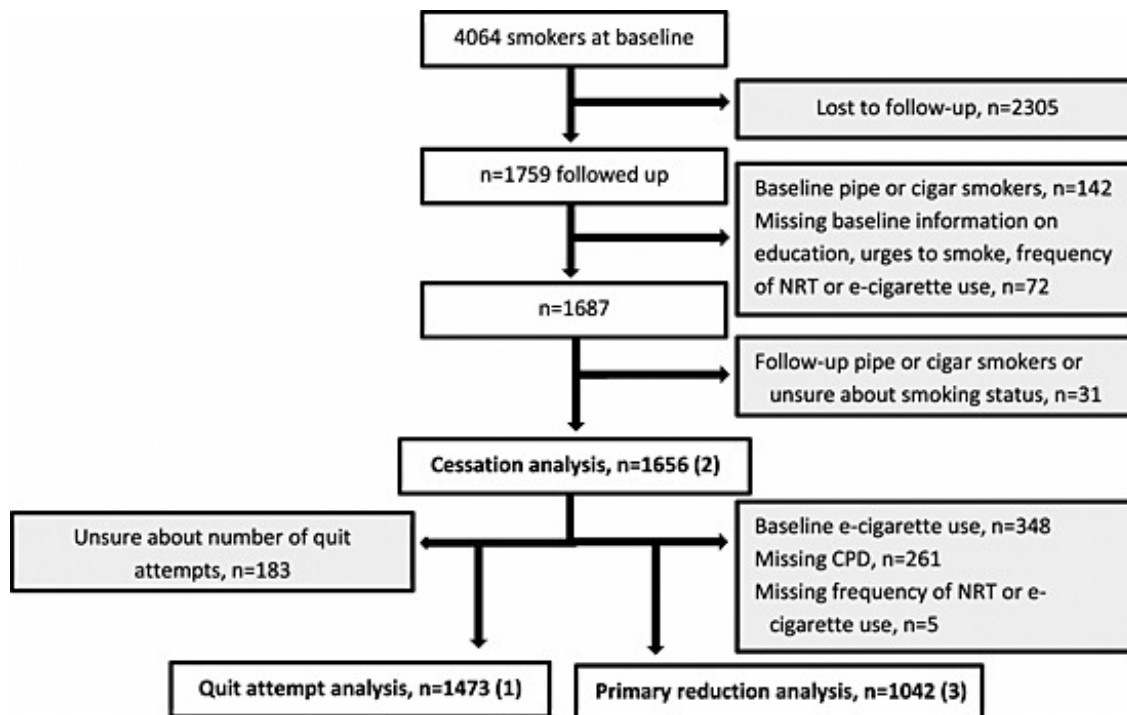 4064 smokers at baseline
Lost to follow-up, n=2305
n=1759 followed up
Baseline pipe or cigar smokers, n=142
Missing baseline information on
education, urges to smoke, frequency
of NRT or e-cigarette use, n=72
n=1687
Follow-up pipe or cigar smokers or
unsure about smoking status, n=31
Cessation analysis, n=1656 (2)
Unsure about number of quit
attempts, n=183
Baseline e-cigarette use, n=348
Missing CPD, n=261
Missing frequency of NRT or e-
cigarette use, n=5
Quit attempt analysis, n=1473 (1)
Primary reduction analysis, n=1042 (3)